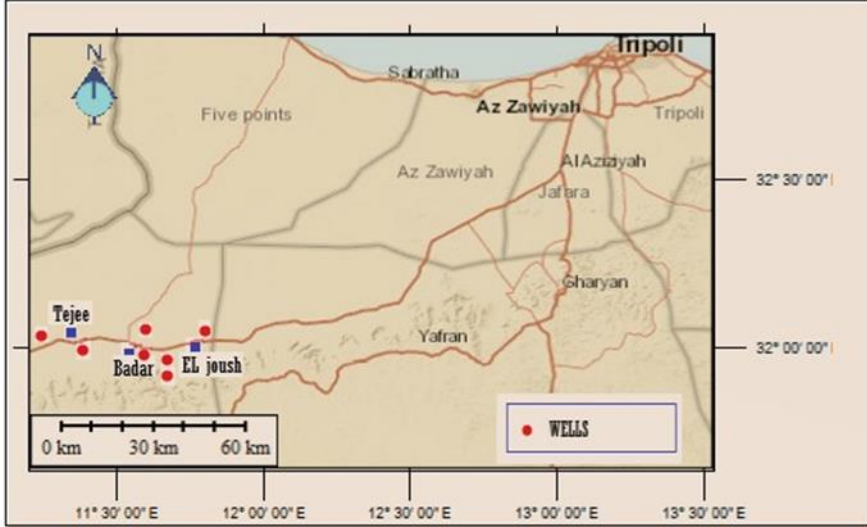 N
Tripoli
Sabratha
Az Zawiyah
Five points
Tripoli
Al Aziziyah
Az Zawiyah
Jafara
32° 30' 00"
Gharyan
Tejee
Yafran
32° 00' 00"
Badar
EL joush
WELLS
0 km 30 km 60 km
11° 30' 00" E 12° 00' 00" E 12° 30' 00" E 13° 00' 00" E 13° 30' 00" E